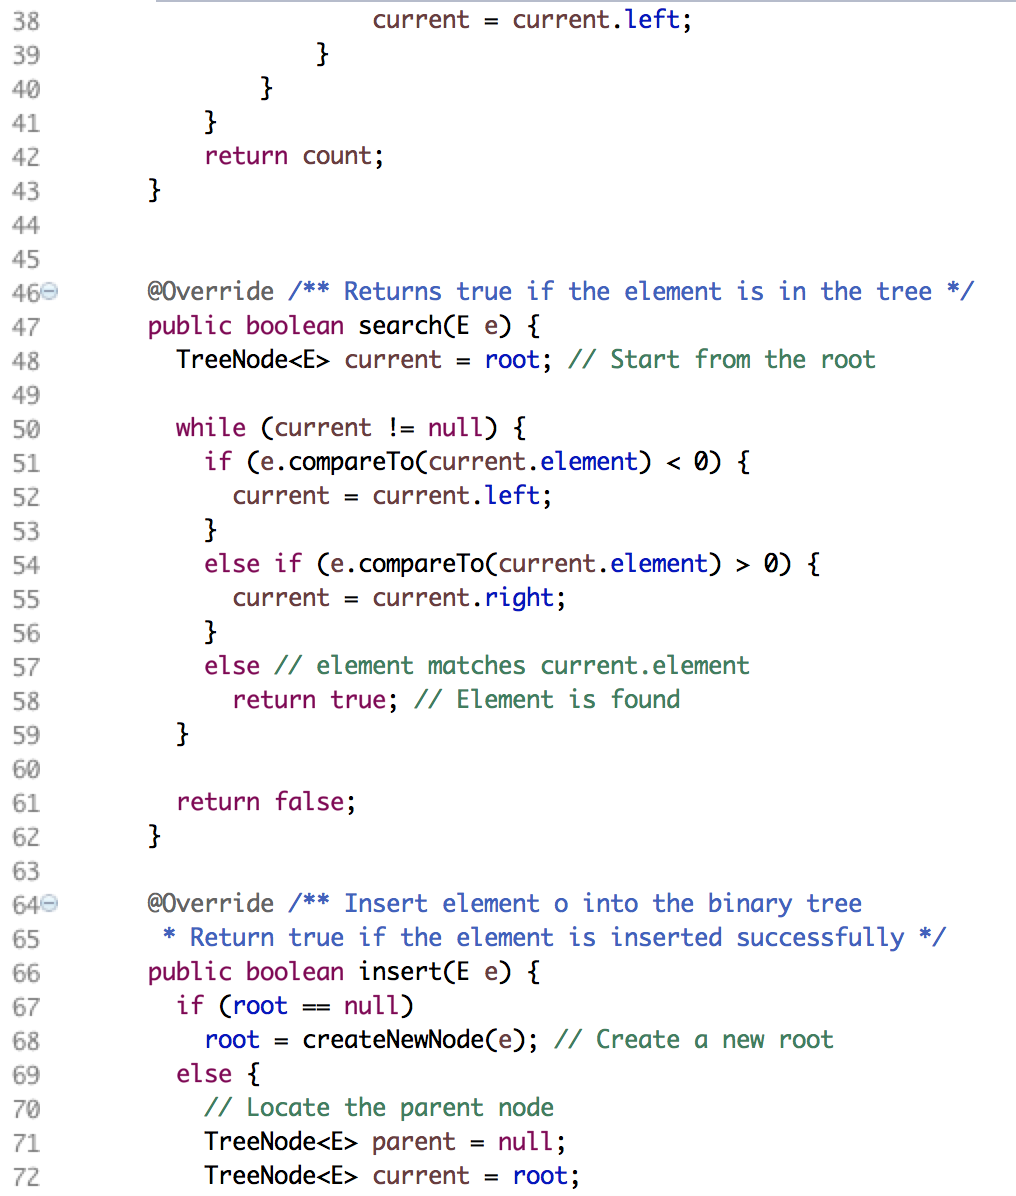 38                        current = current.left;
39                    }
40                }
41            }
42            return count;
43        }
44
45
46        @Override /** Returns true if the element is in the tree */
47        public boolean search(E e) {
48          TreeNode<E> current = root; // Start from the root
49
50          while (current != null) {
51            if (e.compareTo(current.element) < 0) {
52              current = current.left;
53            }
54            else if (e.compareTo(current.element) > 0) {
55              current = current.right;
56            }
57            else // element matches current.element
58              return true; // Element is found
59          }
60
61          return false;
62        }
63
64        @Override /** Insert element o into the binary tree
65         * Return true if the element is inserted successfully */
66        public boolean insert(E e) {
67          if (root == null)
68            root = createNewNode(e); // Create a new root
69          else {
70            // Locate the parent node
71            TreeNode<E> parent = null;
72            TreeNode<E> current = root;